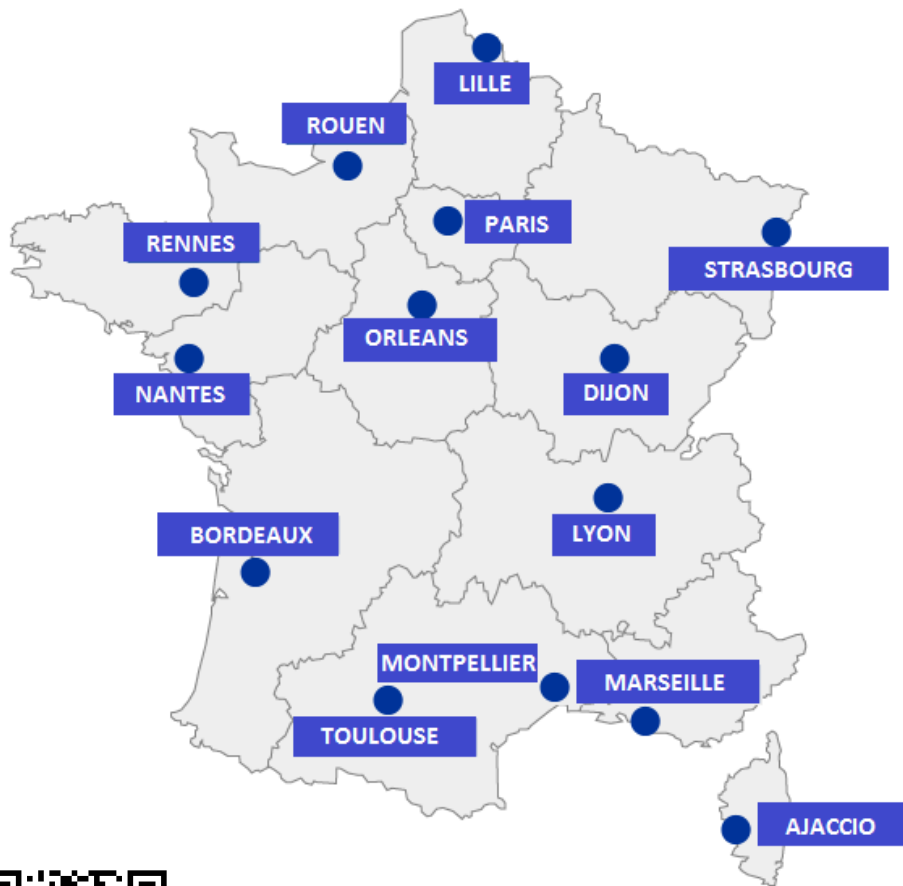 LILLE
ROUEN
PARIS
RENNES
STRASBOURG
ORLEANS
NANTES
DIJON
BORDEAUX
LYON
MONTPELLIER
MARSEILLE
TOULOUSE
AJACCIO